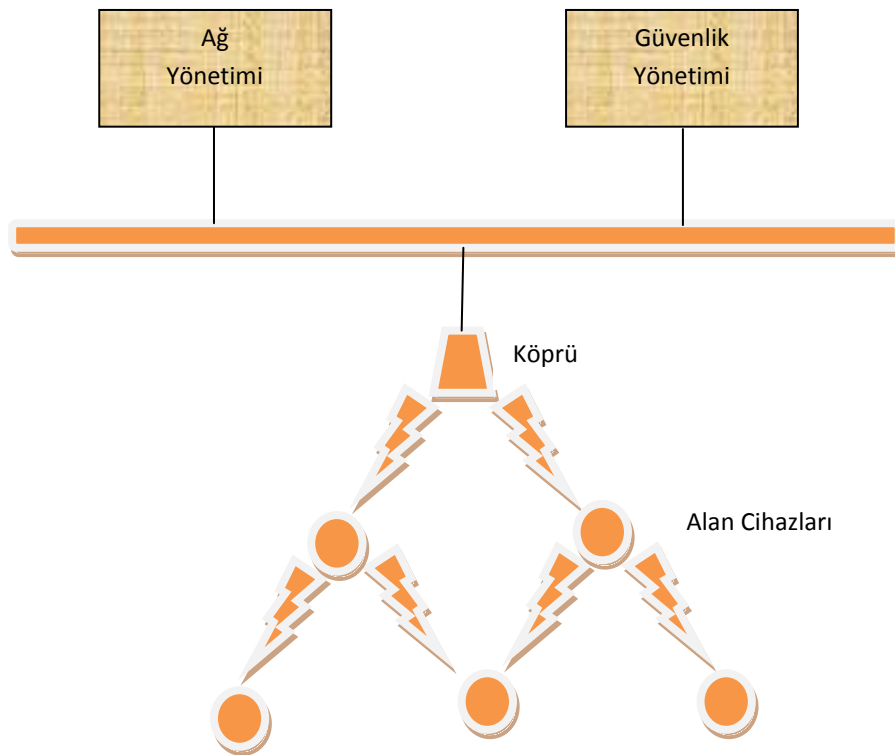 Ağ
Yönetimi
Güvenlik
Yönetimi
Köprü
Alan Cihazları